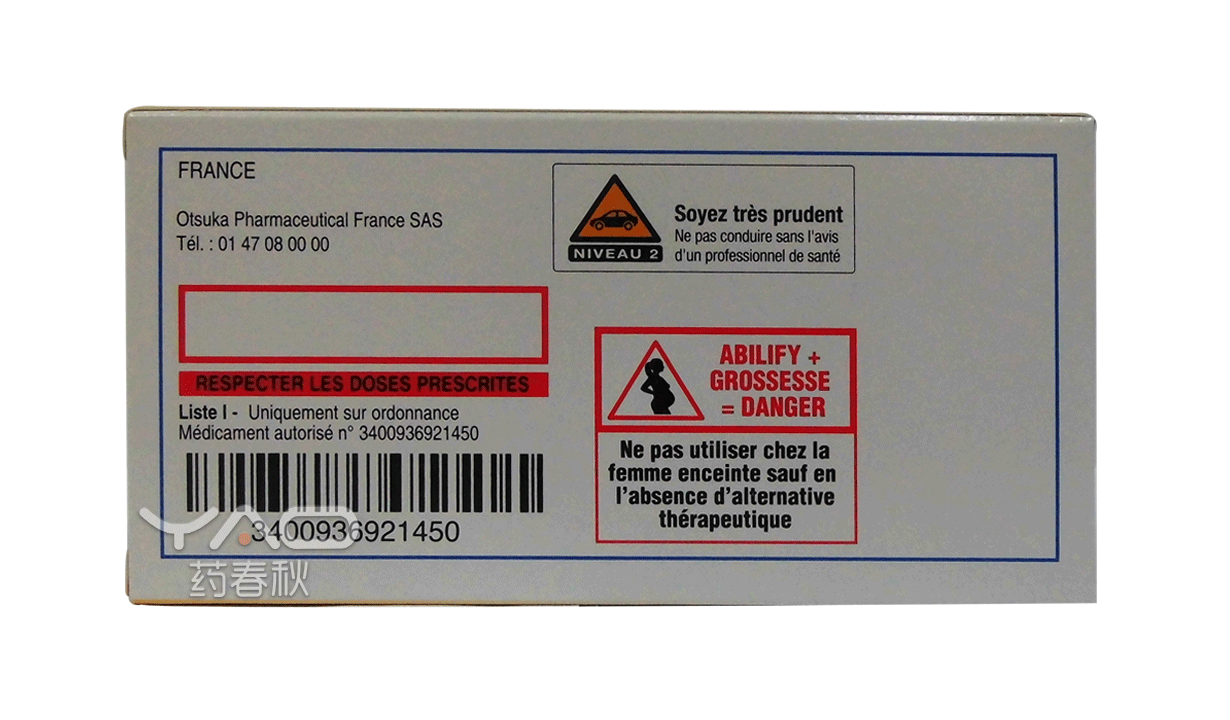 FRANCE
Otsuka Pharmaceutical France SAS
Tél. : 01 47 08 00 00
NIVEAU 2
Soyez très prudent
Ne pas conduire sans l'avis
d'un professionnel de santé
RESPECTER LES DOSES PRESCRITES
Liste I - Uniquement sur ordonnance
Médicament autorisé n° 3400936921450
3400936921450
ABILIFY +
GROSSESSE
= DANGER
Ne pas utiliser chez la
femme enceinte sauf en
l'absence d'alternative
thérapeutique
YAO
药春秋